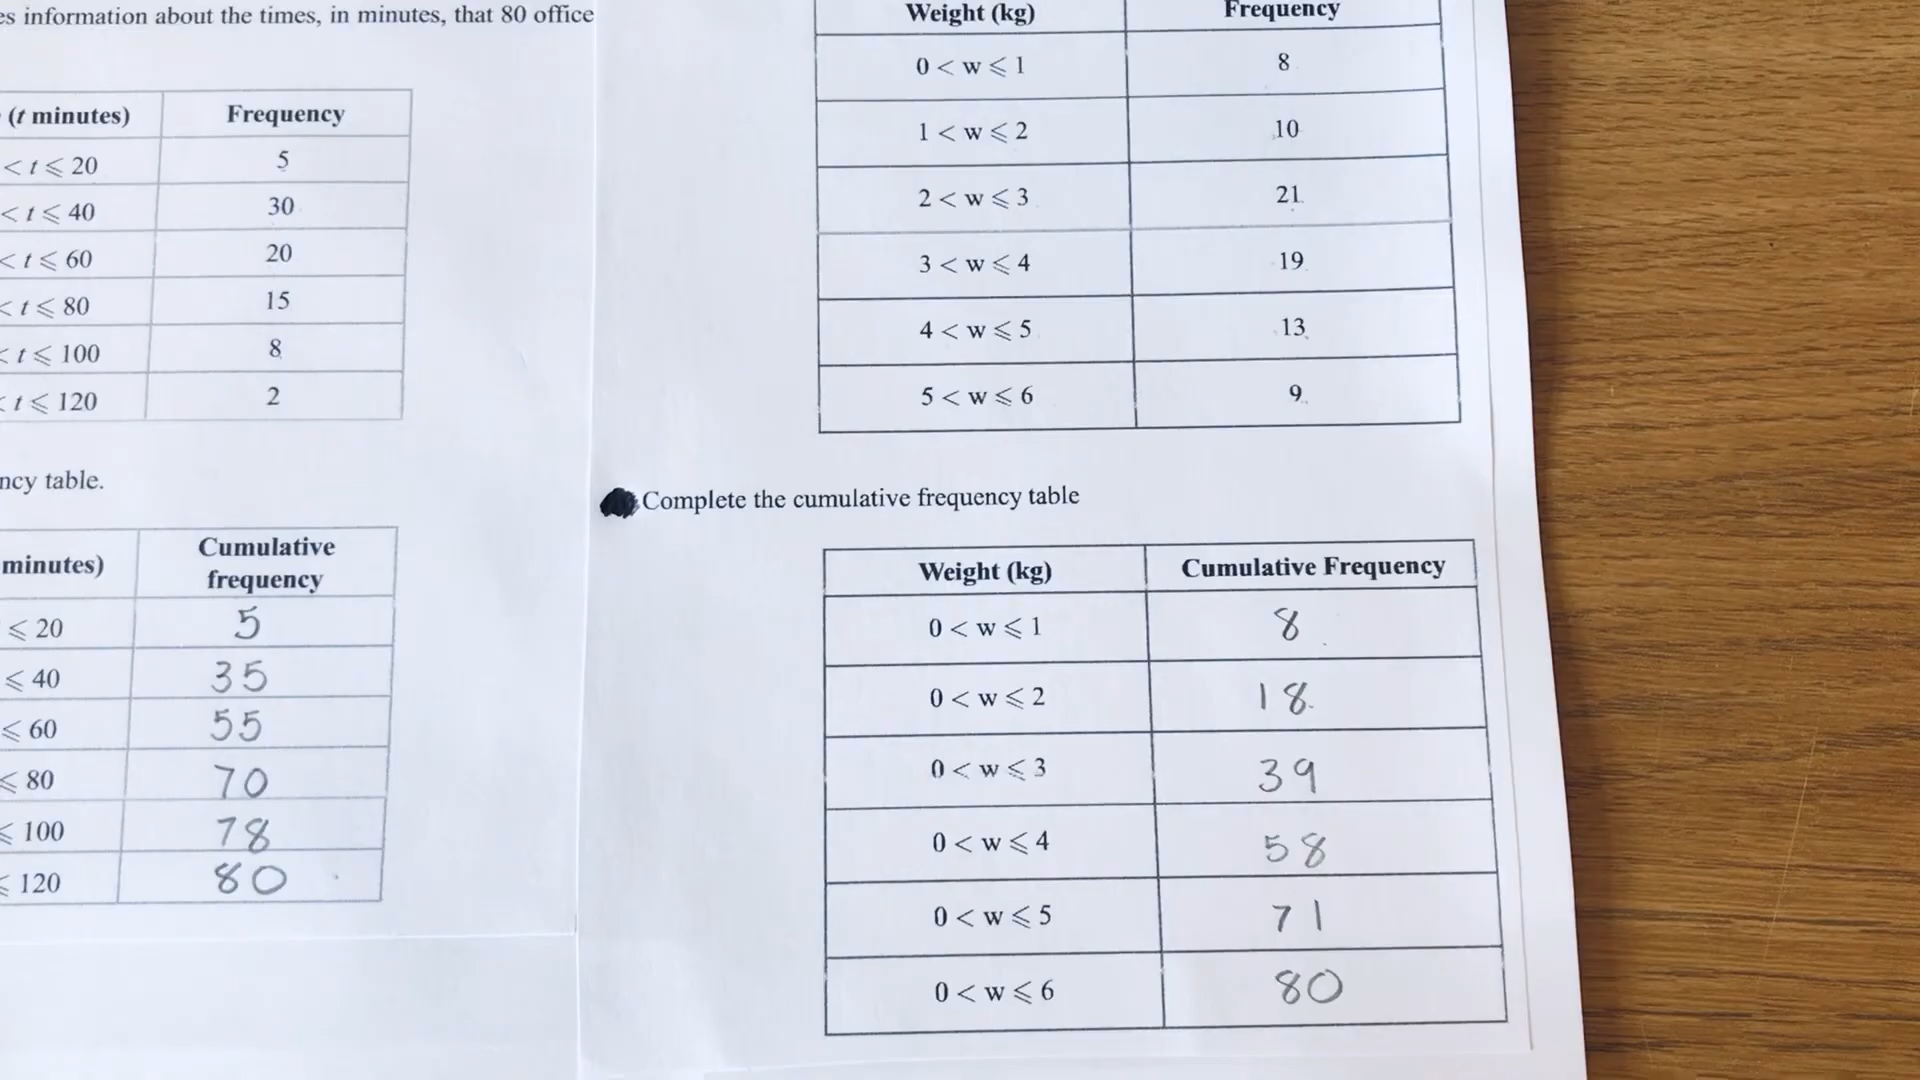 es information about the times, in minutes, that 80 office
(t minutes) Frequency
< t ⩽ 20 5
< t ⩽ 40 30
< t ⩽ 60 20
< t ⩽ 80 15
< t ⩽ 100 8
< t ⩽ 120 2
ncy table.
minutes) Cumulative frequency
⩽ 20 5
⩽ 40 35
⩽ 60 55
⩽ 80 70
⩽ 100 78
⩽ 120 80
Weight (kg) Frequency
0 < w ⩽ 1 8
1 < w ⩽ 2 10
2 < w ⩽ 3 21
3 < w ⩽ 4 19
4 < w ⩽ 5 13
5 < w ⩽ 6 9
Complete the cumulative frequency table
Weight (kg) Cumulative Frequency
0 < w ⩽ 1 8
0 < w ⩽ 2 18
0 < w ⩽ 3 39
0 < w ⩽ 4 58
0 < w ⩽ 5 71
0 < w ⩽ 6 80